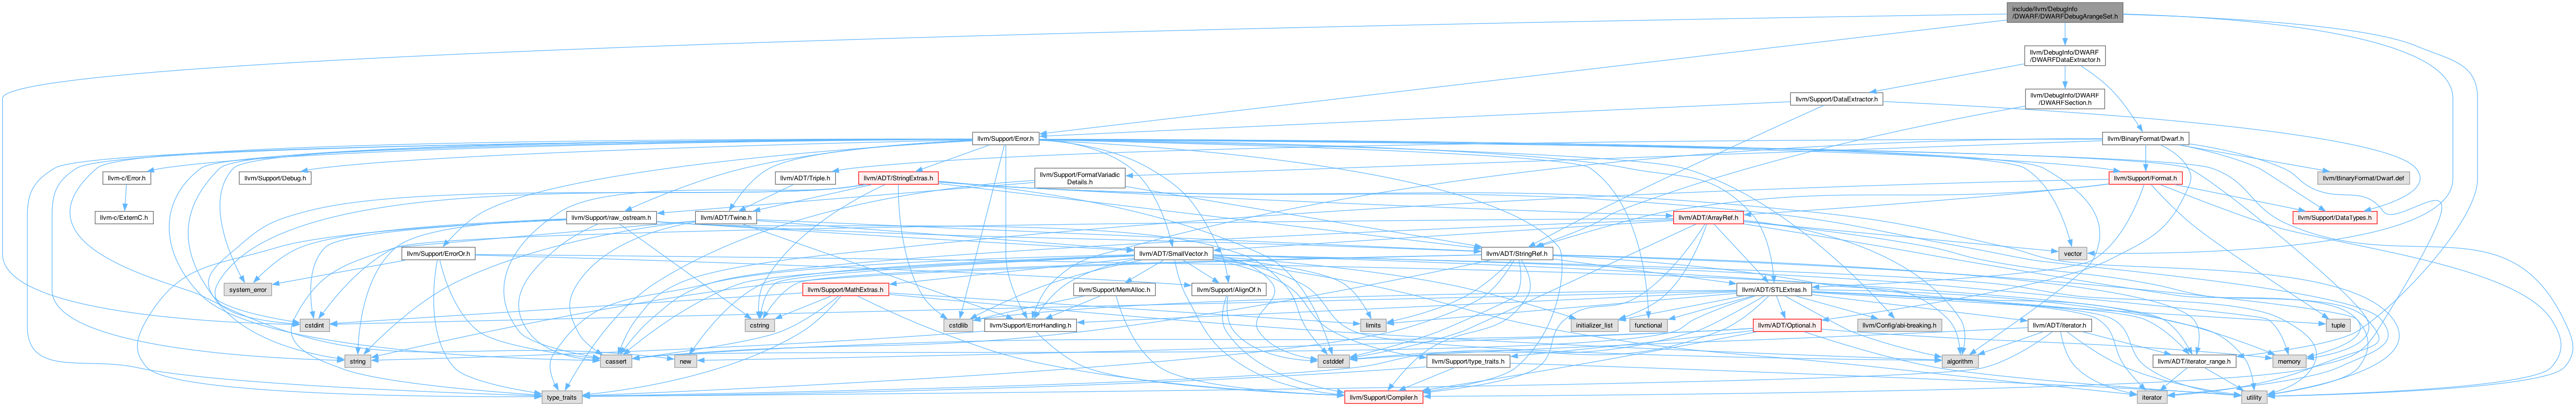 include/llvm/DebugInfo
/DWARF/DWARFDebugArangeSet.h
llvm/DebugInfo/DWARF
/DWARFDataExtractor.h
llvm/Support/DataExtractor.h
llvm/DebugInfo/DWARF
/DWARFSection.h
llvm/Support/Error.h
llvm/BinaryFormat/Dwarf.h
llvm-c/Error.h
llvm/Support/Debug.h
llvm/ADT/Triple.h
llvm/ADT/StringExtras.h
llvm/Support/FormatVariadic
Details.h
llvm/Support/Format.h
llvm/BinaryFormat/Dwarf.def
llvm-c/ExternC.h
llvm/Support/raw_ostream.h
llvm/ADT/Twine.h
llvm/ADT/ArrayRef.h
llvm/Support/DataTypes.h
llvm/Support/ErrorOr.h
llvm/ADT/SmallVector.h
llvm/ADT/StringRef.h
vector
system_error
llvm/Support/MathExtras.h
llvm/Support/MemAlloc.h
llvm/Support/AlignOf.h
llvm/ADT/STLExtras.h
cstdint
cstring
cstdlib
llvm/Support/ErrorHandling.h
limits
initializer_list
functional
llvm/ADT/Optional.h
llvm/Config/abi-breaking.h
llvm/ADT/iterator.h
tuple
string
cassert
new
cstddef
llvm/Support/type_traits.h
algorithm
llvm/ADT/iterator_range.h
memory
type_traits
llvm/Support/Compiler.h
iterator
utility